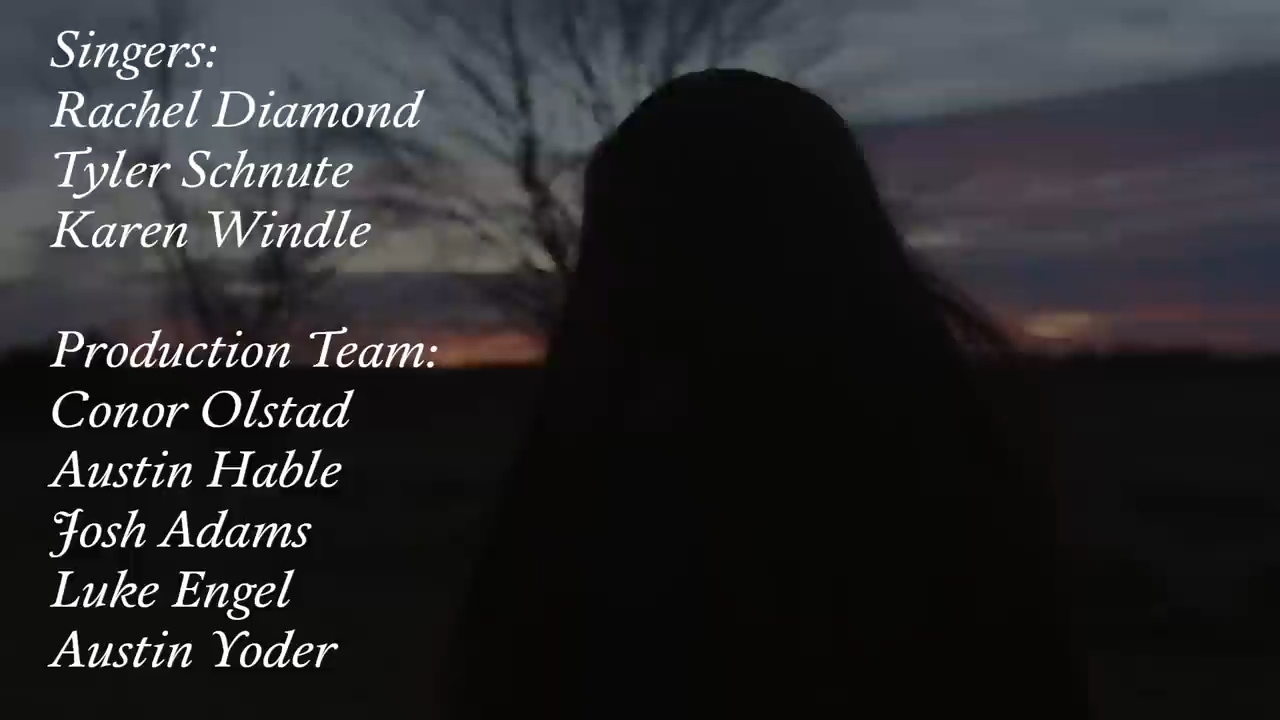 Singers:
Rachel Diamond
Tyler Schnute
Karen Windle
Production Team:
Conor Olstad
Austin Hable
Josh Adams
Luke Engel
Austin Yoder